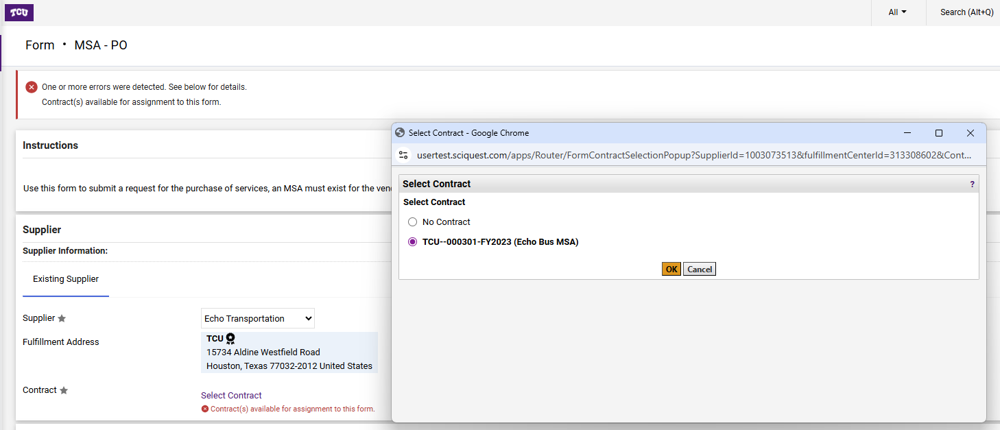 TCU
All
Search (Alt+Q)
Form • MSA - PO
One or more errors were detected. See below for details.
Contract(s) available for assignment to this form.
Instructions
Use this form to submit a request for the purchase of services, an MSA must exist for the
Supplier
Supplier Information:
Existing Supplier
Supplier
Echo Transportation
Fulfillment Address
TCU
15734 Aldine Westfield Road
Houston, Texas 77032-2012 United States
Contract
Select Contract
Contract(s) available for assignment to this form.
Select Contract - Google Chrome
usertest.sciquest.com/apps/Router/FormContractSelectionPopup?SupplierId=1003073513&fulfillmentCenterId=313308602&Cont...
Select Contract
?
Select Contract
No Contract
TCU--000301-FY2023 (Echo Bus MSA)
OK
Cancel